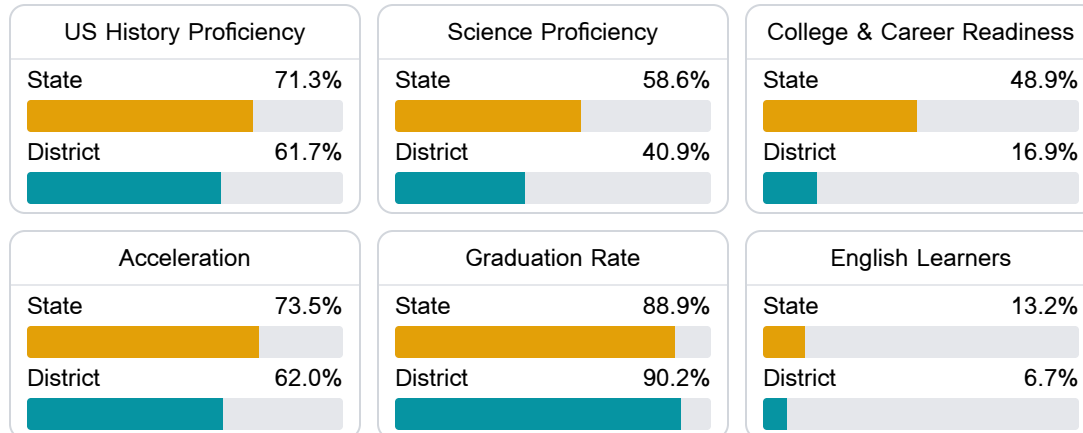 US History Proficiency
State 71.3%
District 61.7%
Science Proficiency
State 58.6%
District 40.9%
College & Career Readiness
State 48.9%
District 16.9%
Acceleration
State 73.5%
District 62.0%
Graduation Rate
State 88.9%
District 90.2%
English Learners
State 13.2%
District 6.7%